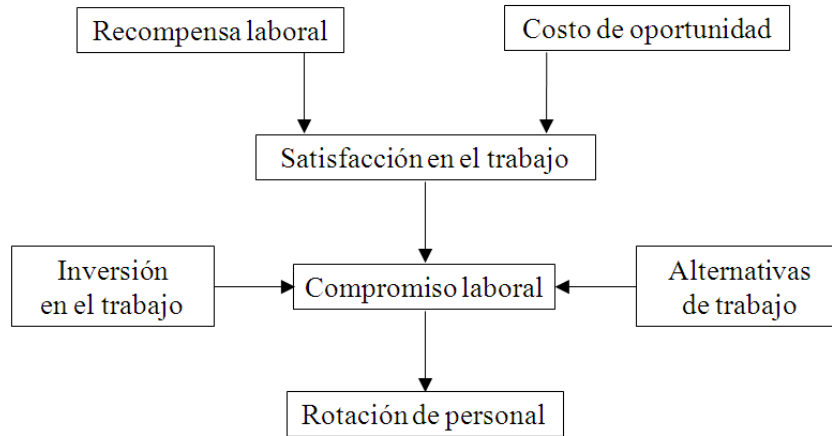 Recompensa laboral
Costo de oportunidad
Satisfacción en el trabajo
Inversión
en el trabajo
Compromiso laboral
Alternativas
de trabajo
Rotación de personal